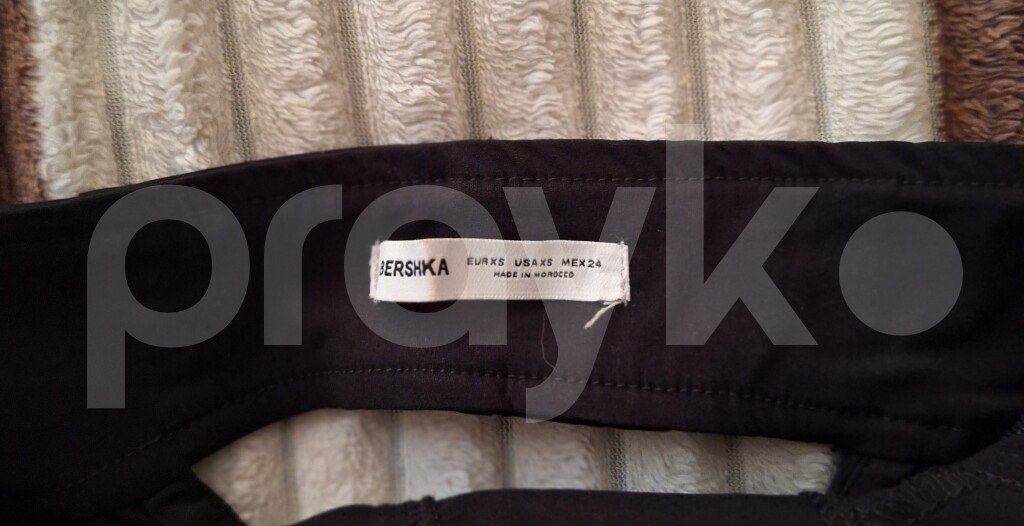 BERSHKA
EUR XS USA XS MEX 24
MADE IN MOROCCO
prayko